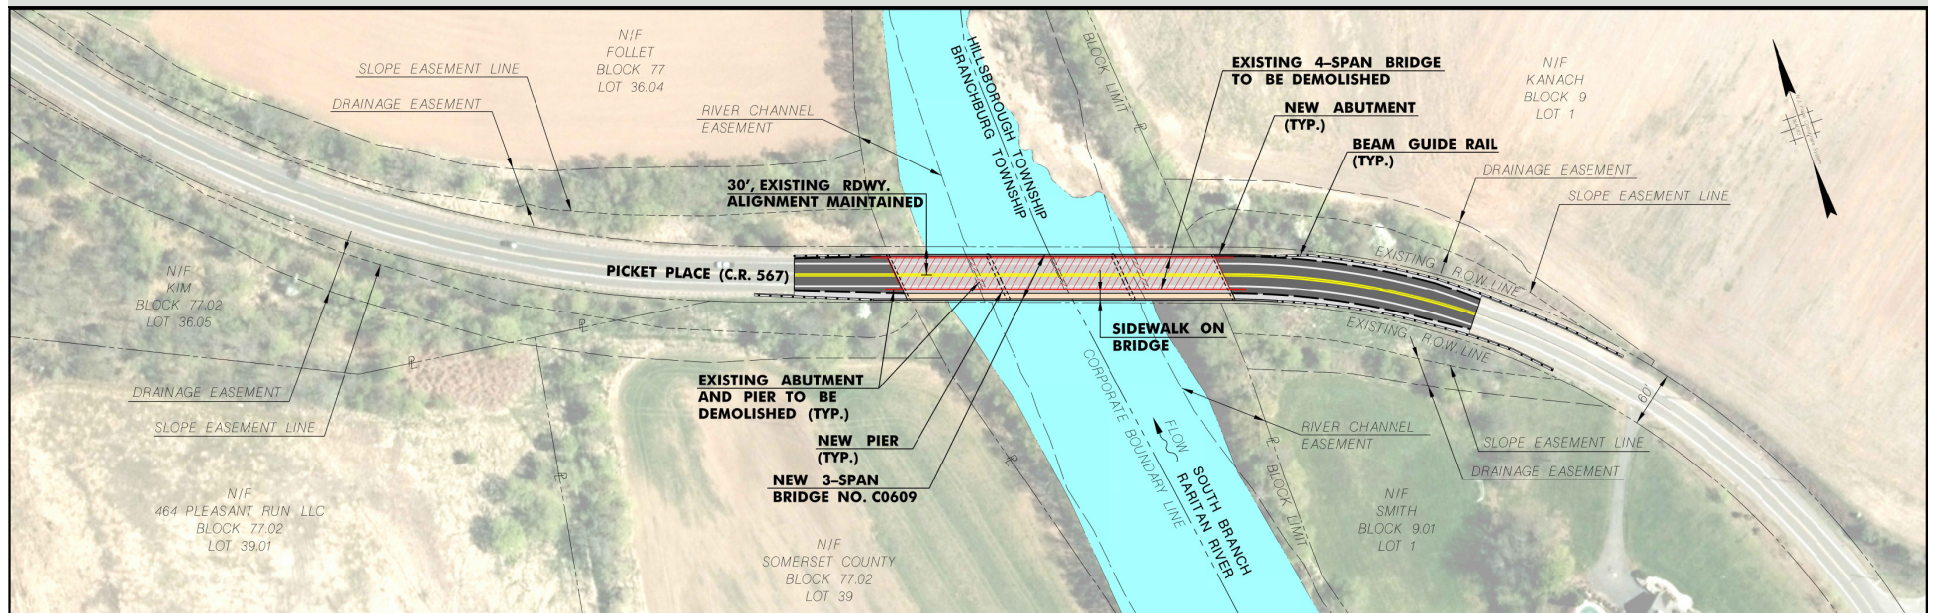 N/F
FOLLET
BLOCK 77
LOT 36.04
SLOPE EASEMENT LINE
DRAINAGE EASEMENT
RIVER CHANNEL
EASEMENT
HILLSBOROUGH TOWNSHIP
BRANCHBURG TOWNSHIP
BLOCK LIMIT
PL
EXISTING 4-SPAN BRIDGE
TO BE DEMOLISHED
NEW ABUTMENT
(TYP.)
BEAM GUIDE RAIL
(TYP.)
N/F
KANACH
BLOCK 9
LOT 1
DRAINAGE EASEMENT
SLOPE EASEMENT LINE
30', EXISTING RDWY.
ALIGNMENT MAINTAINED
PICKET PLACE (C.R. 567)
EXISTING R.O.W. LINE
EXISTING R.O.W. LINE
60'
N/F
KIM
BLOCK 77.02
LOT 36.05
PL
PL
DRAINAGE EASEMENT
SLOPE EASEMENT LINE
SIDEWALK ON
BRIDGE
EXISTING ABUTMENT
AND PIER TO BE
DEMOLISHED (TYP.)
NEW PIER
(TYP.)
NEW 3-SPAN
BRIDGE NO. C0609
CORPORATE BOUNDARY LINE
FLOW
SOUTH BRANCH
RARITAN RIVER
RIVER CHANNEL
EASEMENT
SLOPE EASEMENT LINE
DRAINAGE EASEMENT
PL
PL
PL
BLOCK LIMIT
N/F
464 PLEASANT RUN LLC
BLOCK 77.02
LOT 39.01
N/F
SOMERSET COUNTY
BLOCK 77.02
LOT 39
N/F
SMITH
BLOCK 9.01
LOT 1